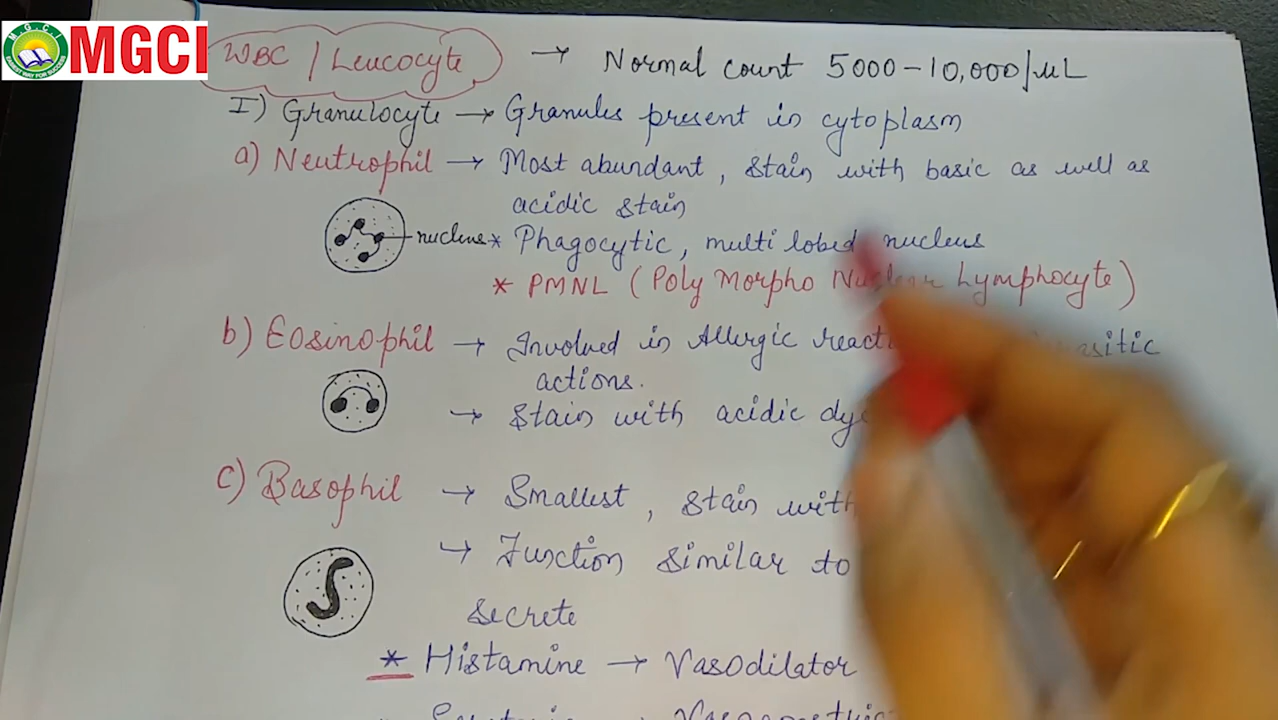 M.G.C.I
MGCI
WBC / Leucocyte → Normal count 5000-10,000/μL
I) Granulocyte → Granules present in cytoplasm
a) Neutrophil → Most abundant, stain with basic as well as
acidic stain
nucleus * Phagocytic, multi lobed nucleus
* PMNL (Poly Morpho Nuclear Lymphocyte)
b) Eosinophil → Involved in Allergic
actions.
→ Stain with acidic
c) Basophil → Smallest, stain with
→ Function similar to
secrete
* Histamine → Vasodilator